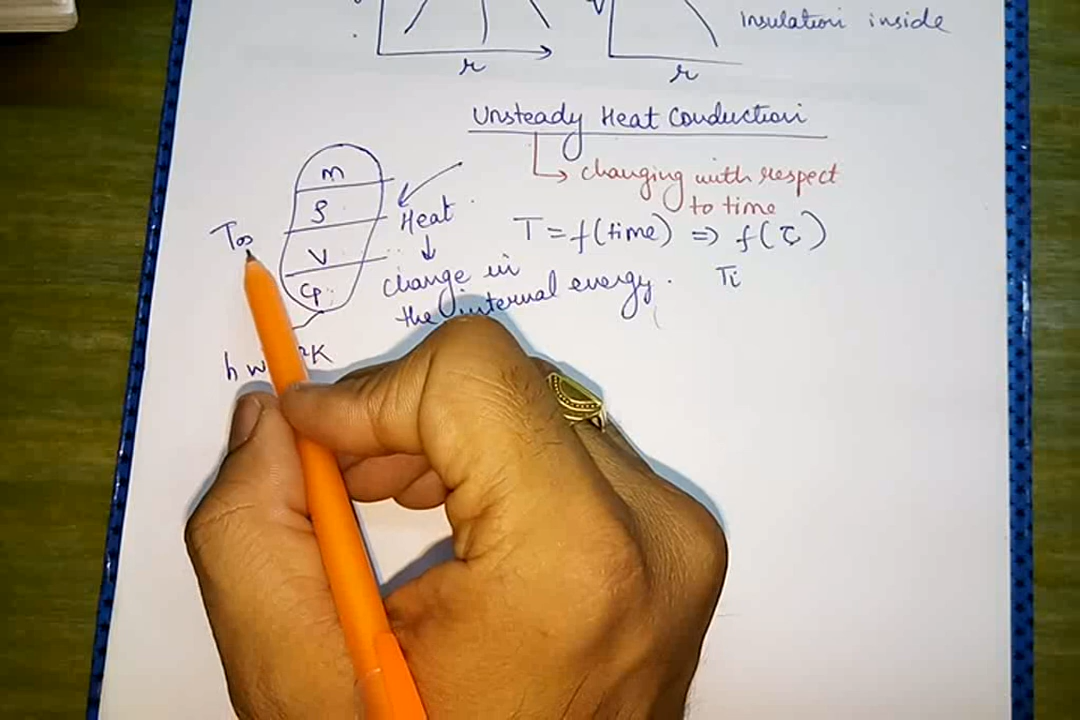 r
r
Insulation inside
Unsteady Heat Conduction
changing with respect
to time
m
ρ
V
Cp
T∞
Heat
T = f(time) ⇒ f(τ)
change in
the internal energy.
Ti
h W
K